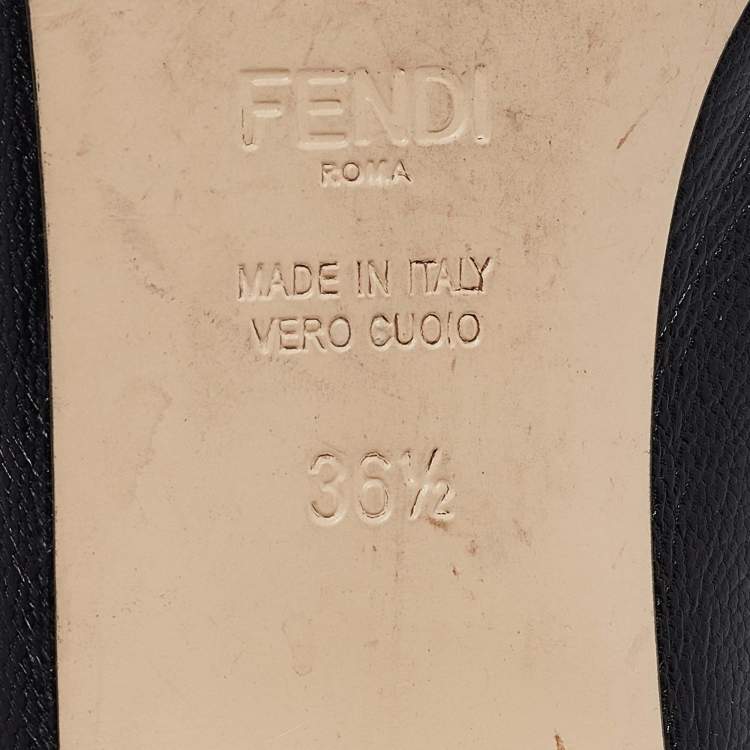 FENDI
ROMA
MADE IN ITALY
VERO CUOIO
36½